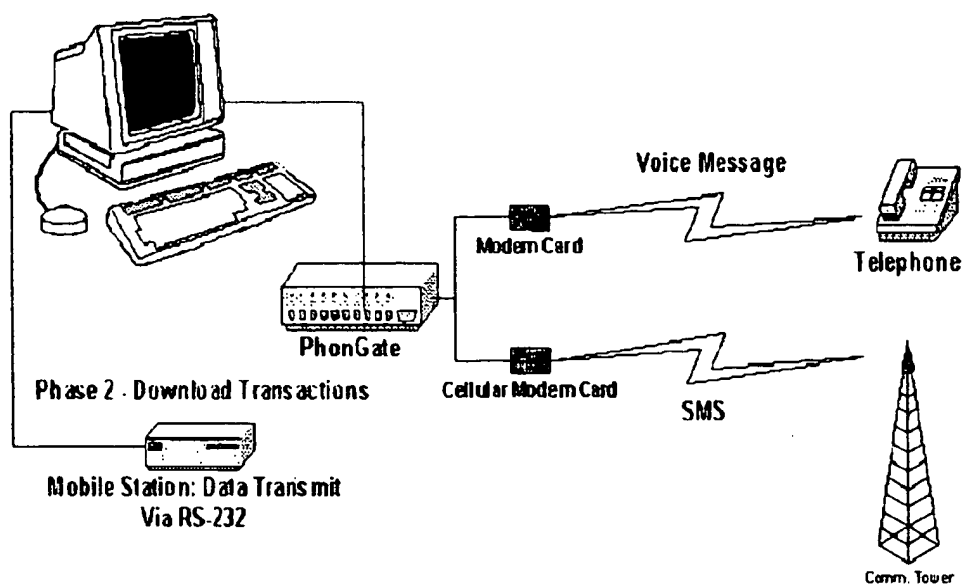 Voice Message
Modem Card
Telephone
PhonGate
Phase 2 - Download Transactions
Cellular Modem Card
SMS
Mobile Station: Data Transmit
Via RS-232
Comm. Tower